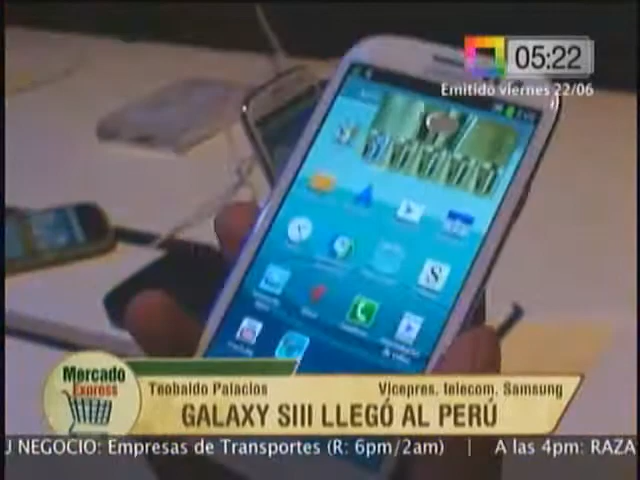 05:22
Emitido viernes 22/06
S
Mercado
Express
Teobaldo Palacios
Vicepres. telecom. Samsung
GALAXY SIII LLEGÓ AL PERÚ
J NEGOCIO: Empresas de Transportes (R: 6pm/2am) | A las 4pm: RAZA